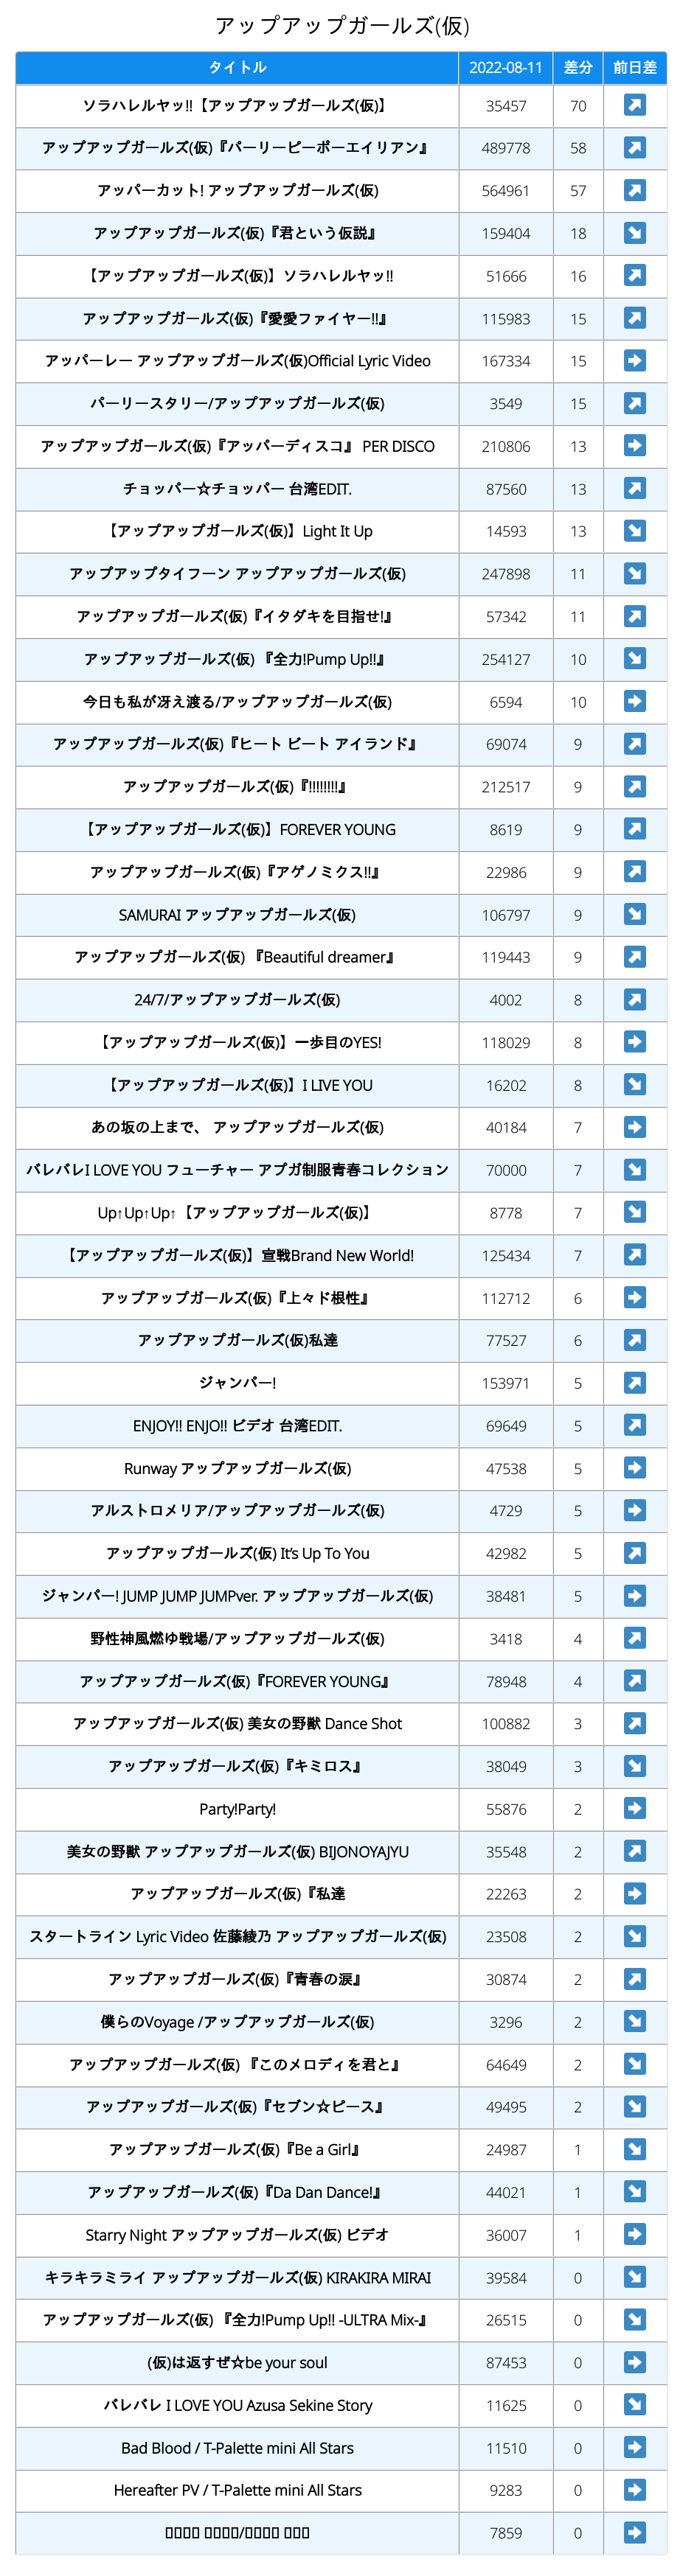 アップアップガールズ(仮)
タイトル 2022-08-11 差分 前日差
ソラハレルヤッ!!【アップアップガールズ(仮)】 35457 70
アップアップガールズ(仮)『パーリーピーポーエイリアン』 489778 58
アッパーカット! アップアップガールズ(仮) 564961 57
アップアップガールズ(仮)『君という仮説』 159404 18
【アップアップガールズ(仮)】ソラハレルヤッ!! 51666 16
アップアップガールズ(仮)『愛愛ファイヤー!!』 115983 15
アッパーレー アップアップガールズ(仮)Official Lyric Video 167334 15
パーリースタリー/アップアップガールズ(仮) 3549 15
アップアップガールズ(仮)『アッパーディスコ』 PER DISCO 210806 13
チョッパー☆チョッパー 台湾EDIT. 87560 13
【アップアップガールズ(仮)】Light It Up 14593 13
アップアップタイフーン アップアップガールズ(仮) 247898 11
アップアップガールズ(仮)『イタダキを目指せ!』 57342 11
アップアップガールズ(仮) 『全力!Pump Up!!』 254127 10
今日も私が冴え渡る/アップアップガールズ(仮) 6594 10
アップアップガールズ(仮)『ヒート ビート アイランド』 69074 9
アップアップガールズ(仮)『!!!!!!!!』 212517 9
【アップアップガールズ(仮)】FOREVER YOUNG 8619 9
アップアップガールズ(仮)『アゲノミクス!!』 22986 9
SAMURAI アップアップガールズ(仮) 106797 9
アップアップガールズ(仮) 『Beautiful dreamer』 119443 9
24/7/アップアップガールズ(仮) 4002 8
【アップアップガールズ(仮)】一歩目のYES! 118029 8
【アップアップガールズ(仮)】I LIVE YOU 16202 8
あの坂の上まで、 アップアップガールズ(仮) 40184 7
バレバレI LOVE YOU フューチャー アプガ制服青春コレクション 70000 7
Up↑Up↑Up↑【アップアップガールズ(仮)】 8778 7
【アップアップガールズ(仮)】宣戦Brand New World! 125434 7
アップアップガールズ(仮)『上々ド根性』 112712 6
アップアップガールズ(仮)私達 77527 6
ジャンパー! 153971 5
ENJOY!! ENJO!! ビデオ 台湾EDIT. 69649 5
Runway アップアップガールズ(仮) 47538 5
アルストロメリア/アップアップガールズ(仮) 4729 5
アップアップガールズ(仮) It's Up To You 42982 5
ジャンパー! JUMP JUMP JUMPver. アップアップガールズ(仮) 38481 5
野性神風燃ゆ戦場/アップアップガールズ(仮) 3418 4
アップアップガールズ(仮)『FOREVER YOUNG』 78948 4
アップアップガールズ(仮) 美女の野獣 Dance Shot 100882 3
アップアップガールズ(仮)『キミロス』 38049 3
Party!Party! 55876 2
美女の野獣 アップアップガールズ(仮) BIJONOYAJYU 35548 2
アップアップガールズ(仮)『私達 22263 2
スタートライン Lyric Video 佐藤綾乃 アップアップガールズ(仮) 23508 2
アップアップガールズ(仮)『青春の涙』 30874 2
僕らのVoyage /アップアップガールズ(仮) 3296 2
アップアップガールズ(仮) 『このメロディを君と』 64649 2
アップアップガールズ(仮)『セブン☆ピース』 49495 2
アップアップガールズ(仮)『Be a Girl』 24987 1
アップアップガールズ(仮)『Da Dan Dance!』 44021 1
Starry Night アップアップガールズ(仮) ビデオ 36007 1
キラキラミライ アップアップガールズ(仮) KIRAKIRA MIRAI 39584 0
アップアップガールズ(仮) 『全力!Pump Up!! -ULTRA Mix-』 26515 0
(仮)は返すぜ☆be your soul 87453 0
バレバレ I LOVE YOU Azusa Sekine Story 11625 0
Bad Blood / T-Palette mini All Stars 11510 0
Hereafter PV / T-Palette mini All Stars 9283 0
7859 0